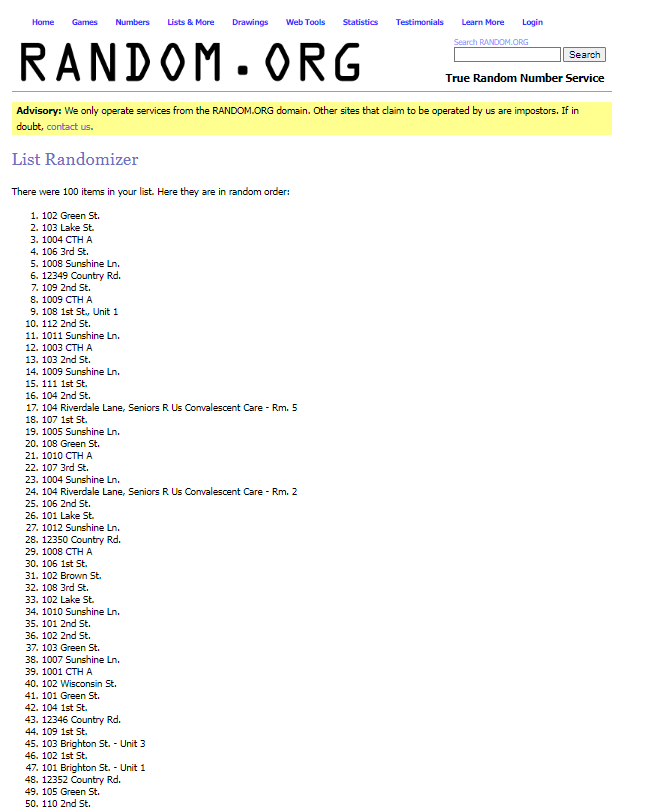 Home Games Numbers Lists & More Drawings Web Tools Statistics Testimonials Learn More Login
Search RANDOM.ORG
RANDOM.ORG
Search
True Random Number Service
Advisory: We only operate services from the RANDOM.ORG domain. Other sites that claim to be operated by us are impostors. If in
doubt, contact us.
List Randomizer
There were 100 items in your list. Here they are in random order:
1. 102 Green St.
2. 103 Lake St.
3. 1004 CTH A
4. 106 3rd St.
5. 1008 Sunshine Ln.
6. 12349 Country Rd.
7. 109 2nd St.
8. 1009 CTH A
9. 108 1st St., Unit 1
10. 112 2nd St.
11. 1011 Sunshine Ln.
12. 1003 CTH A
13. 103 2nd St.
14. 1009 Sunshine Ln.
15. 111 1st St.
16. 104 2nd St.
17. 104 Riverdale Lane, Seniors R Us Convalescent Care - Rm. 5
18. 107 1st St.
19. 1005 Sunshine Ln.
20. 108 Green St.
21. 1010 CTH A
22. 107 3rd St.
23. 1004 Sunshine Ln.
24. 104 Riverdale Lane, Seniors R Us Convalescent Care - Rm. 2
25. 106 2nd St.
26. 101 Lake St.
27. 1012 Sunshine Ln.
28. 12350 Country Rd.
29. 1008 CTH A
30. 106 1st St.
31. 102 Brown St.
32. 108 3rd St.
33. 102 Lake St.
34. 1010 Sunshine Ln.
35. 101 2nd St.
36. 102 2nd St.
37. 103 Green St.
38. 1007 Sunshine Ln.
39. 1001 CTH A
40. 102 Wisconsin St.
41. 101 Green St.
42. 104 1st St.
43. 12346 Country Rd.
44. 109 1st St.
45. 103 Brighton St. - Unit 3
46. 102 1st St.
47. 101 Brighton St. - Unit 1
48. 12352 Country Rd.
49. 105 Green St.
50. 110 2nd St.